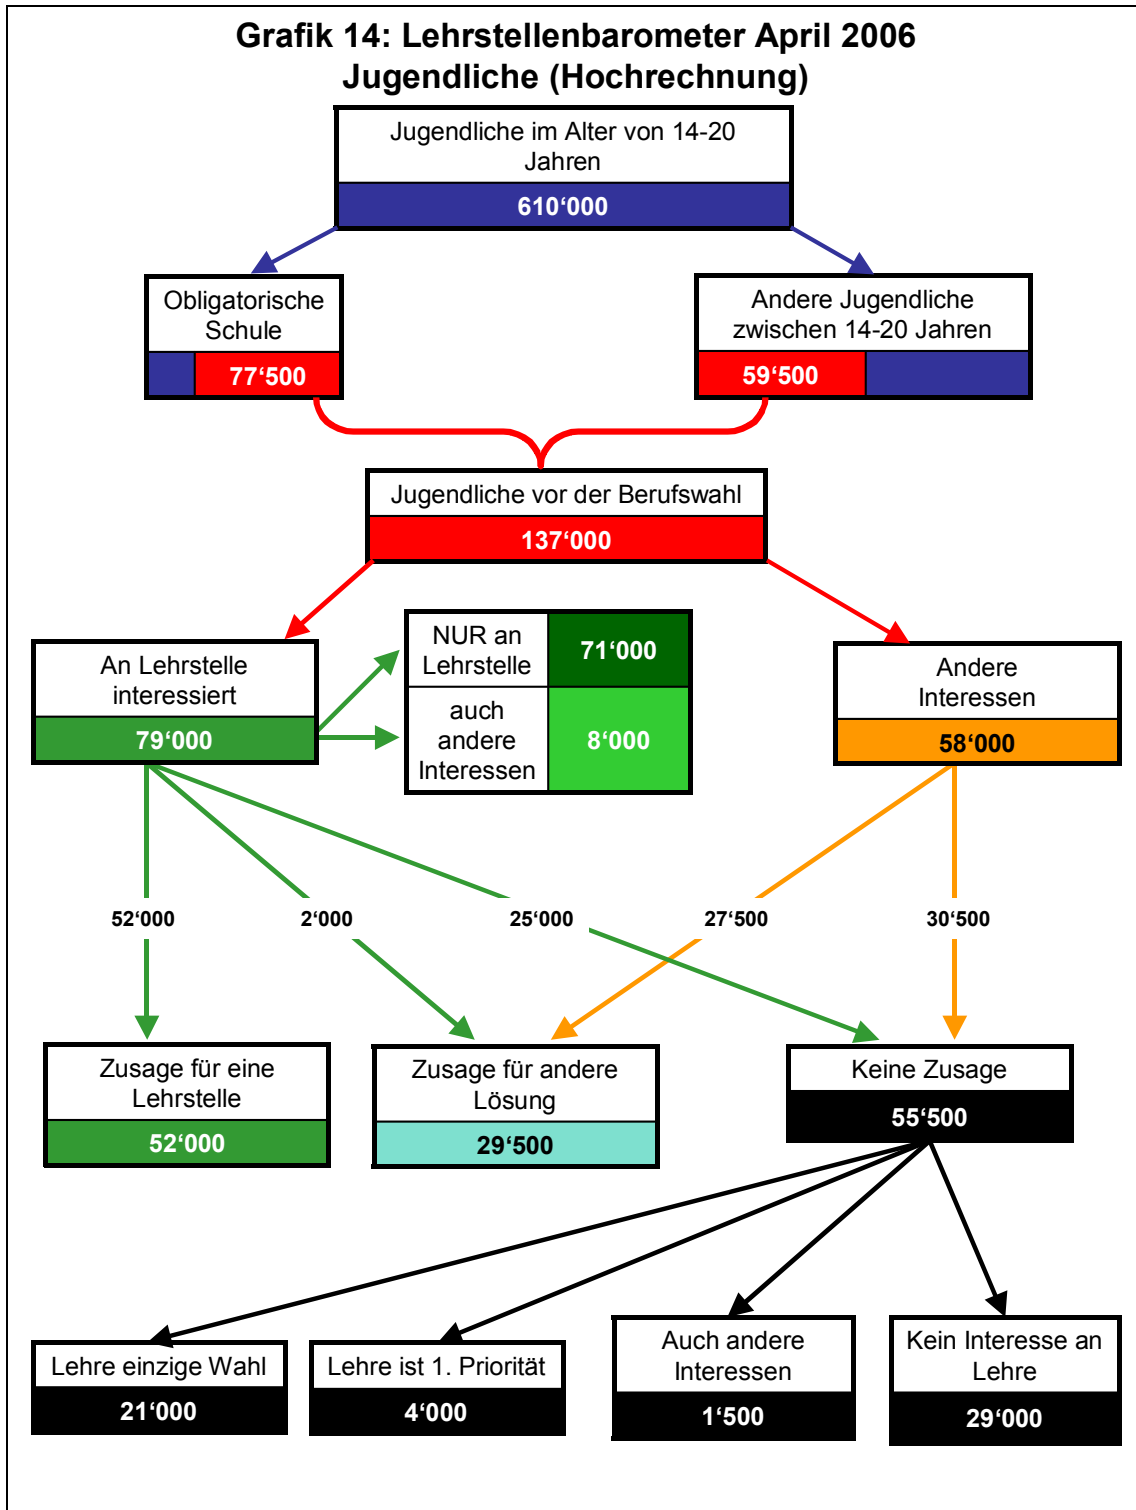 Grafik 14: Lehrstellenbarometer April 2006
Jugendliche (Hochrechnung)
Jugendliche im Alter von 14-20
Jahren
610‘000
Obligatorische
Schule
77‘500
Andere Jugendliche
zwischen 14-20 Jahren
59‘500
Jugendliche vor der Berufswahl
137‘000
An Lehrstelle
interessiert
79‘000
NUR an
Lehrstelle
71‘000
auch
andere
Interessen
8‘000
Andere
Interessen
58‘000
52‘000
2‘000
25‘000
27‘500
30‘500
Zusage für eine
Lehrstelle
52‘000
Zusage für andere
Lösung
29‘500
Keine Zusage
55‘500
Lehre einzige Wahl
21‘000
Lehre ist 1. Priorität
4‘000
Auch andere
Interessen
1‘500
Kein Interesse an
Lehre
29‘000